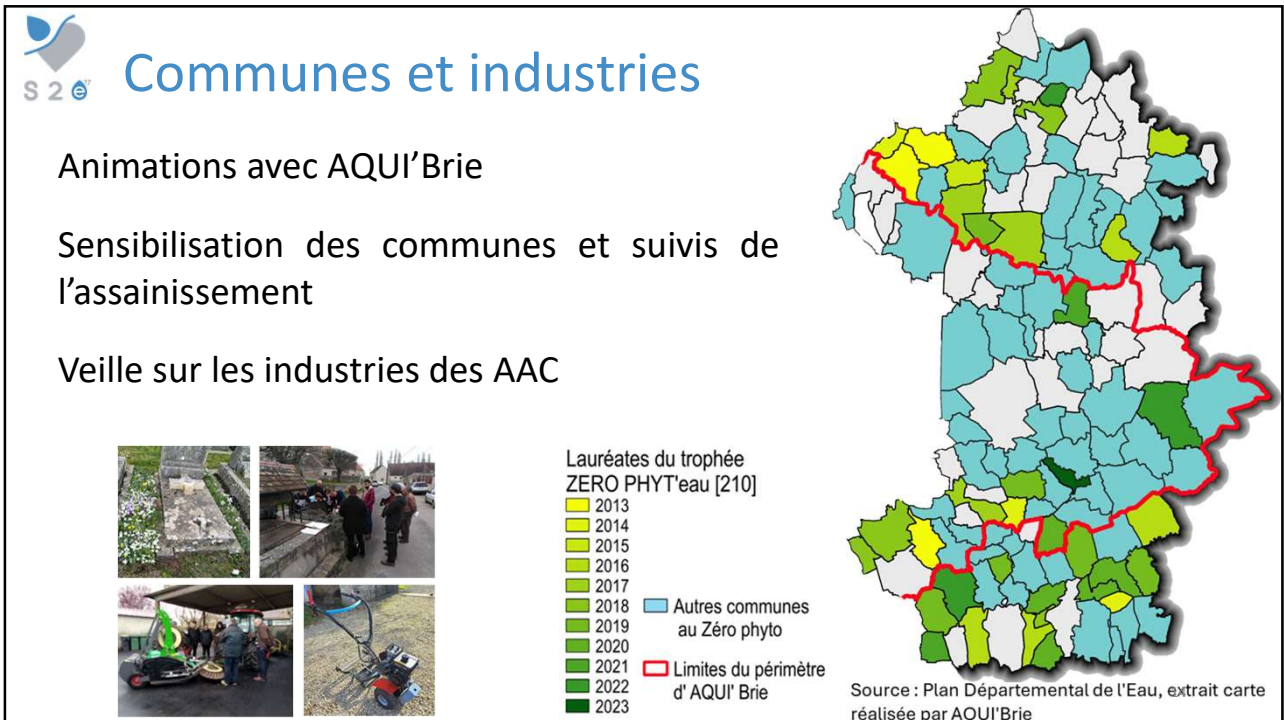 S 2 e''
Communes et industries
Animations avec AQUI'Brie
Sensibilisation des communes et suivis de
l'assainissement
Veille sur les industries des AAC
Lauréates du trophée
ZERO PHYT'eau [210]
2013
2014
2015
2016
2017
2018
2019
2020
2021
2022
2023
Autres communes
au Zéro phyto
Limites du périmètre
d' AQUI' Brie
Source : Plan Départemental de l'Eau, extrait carte
réalisée par AQUI'Brie